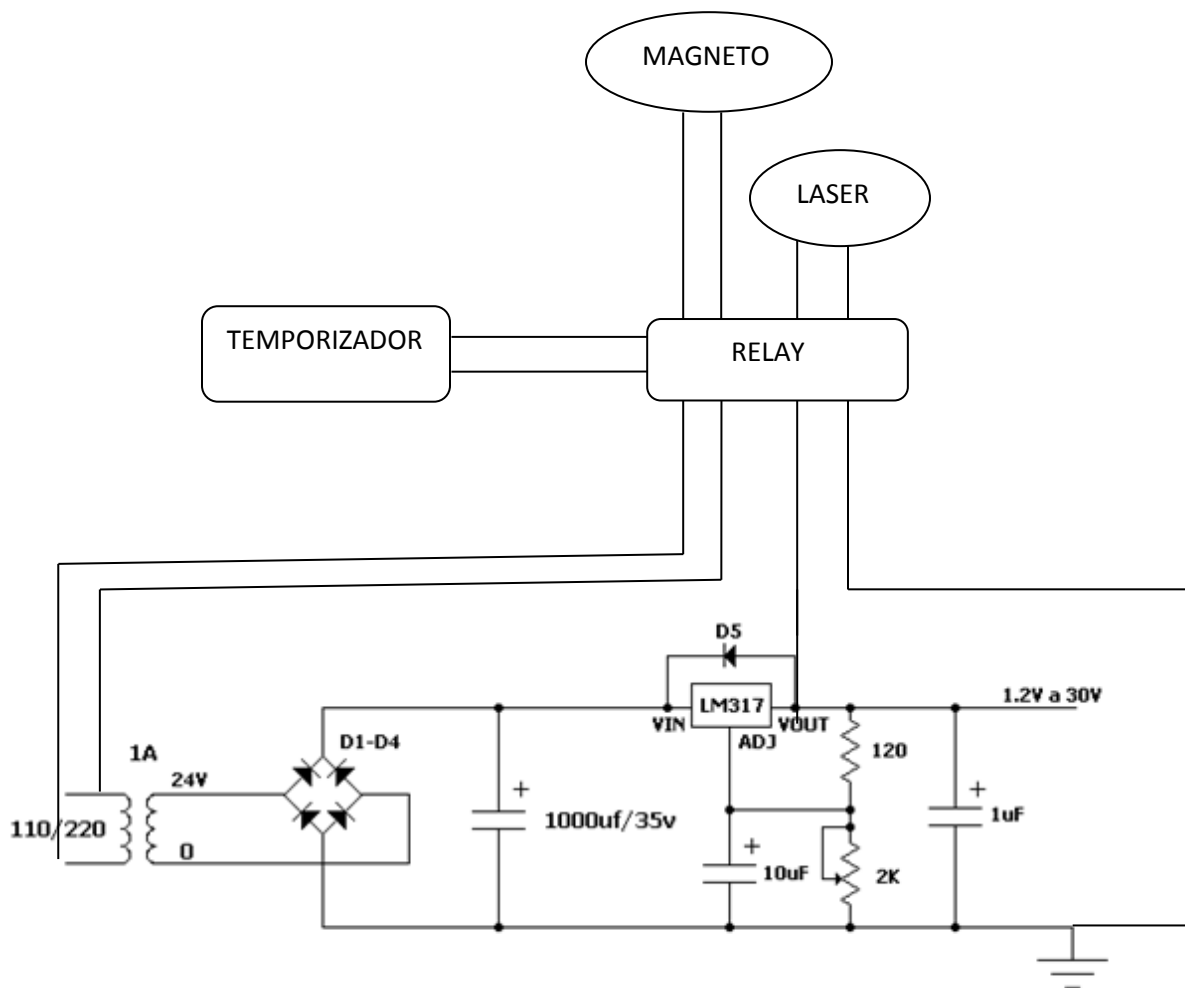 MAGNETO
LASER
TEMPORIZADOR
RELAY
D5
LM317
VIN
VOUT
ADJ
1.2V a 30V
1A
D1-D4
24V
120
110/220
0
1000uf/35v
+
+
10uF
2K
+
1uF